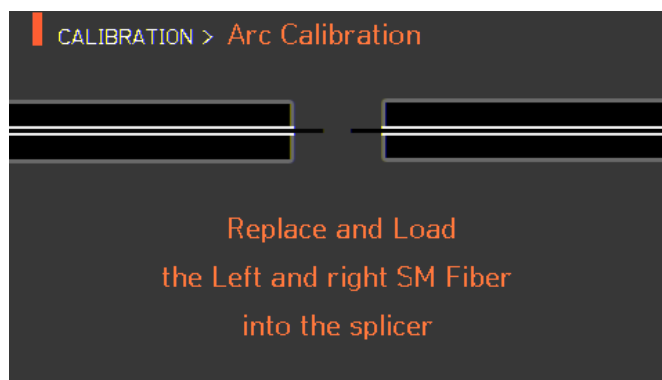 CALIBRATION > Arc Calibration
Replace and Load
the Left and right SM Fiber
into the splicer